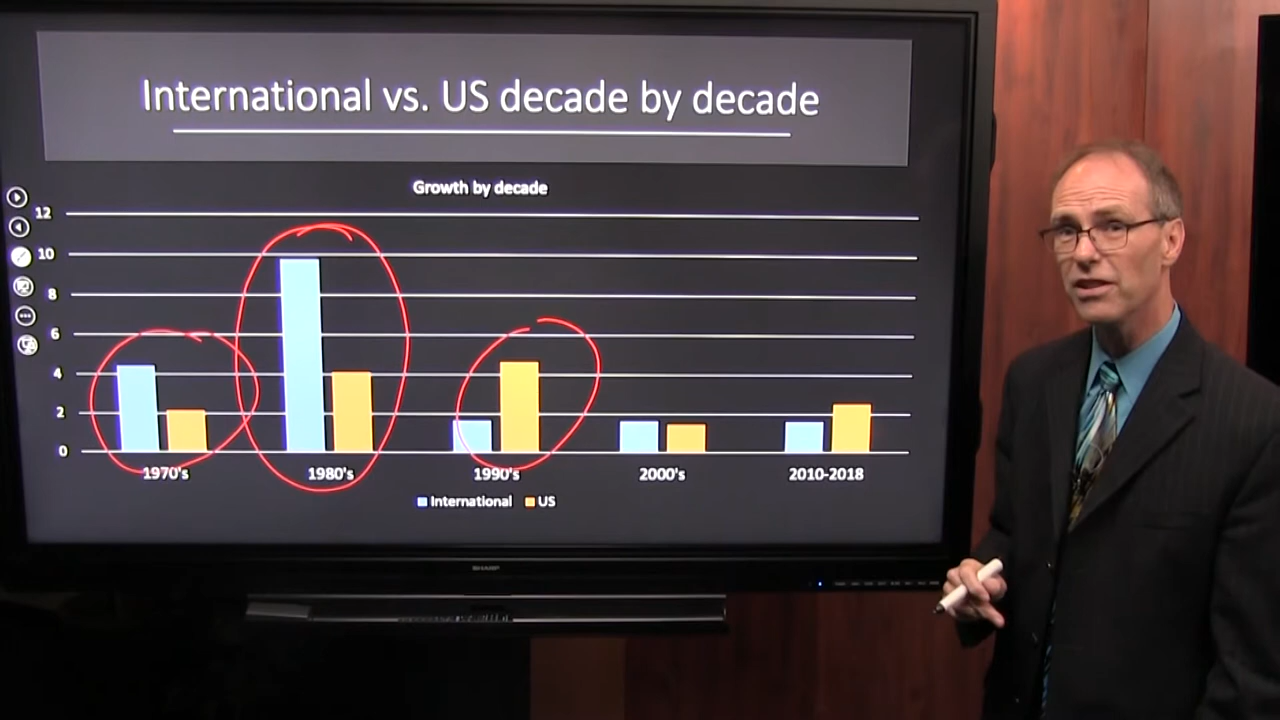 International vs. US decade by decade
Growth by decade
12
10
8
6
4
2
0
1970's 1980's 1990's 2000's 2010-2018
International US
SHARP